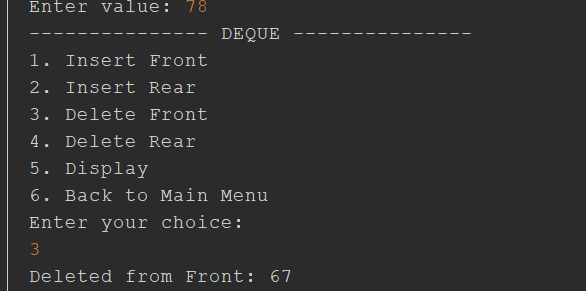 Enter value: 78
--------------- DEQUE ---------------
1. Insert Front
2. Insert Rear
3. Delete Front
4. Delete Rear
5. Display
6. Back to Main Menu
Enter your choice:
3
Deleted from Front: 67